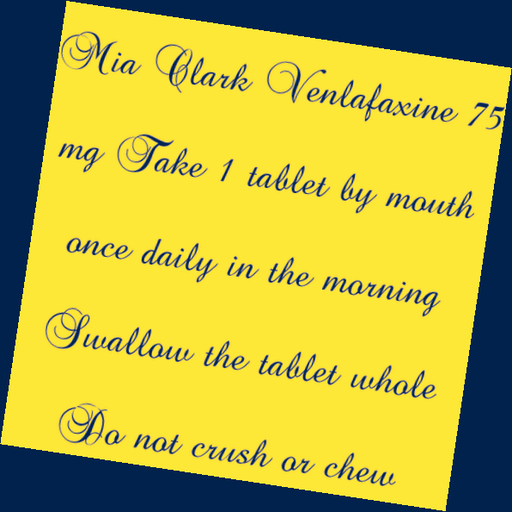 Mia Clark Venlafaxine 75
mg Take 1 tablet by mouth
once daily in the morning
Swallow the tablet whole
Do not crush or chew